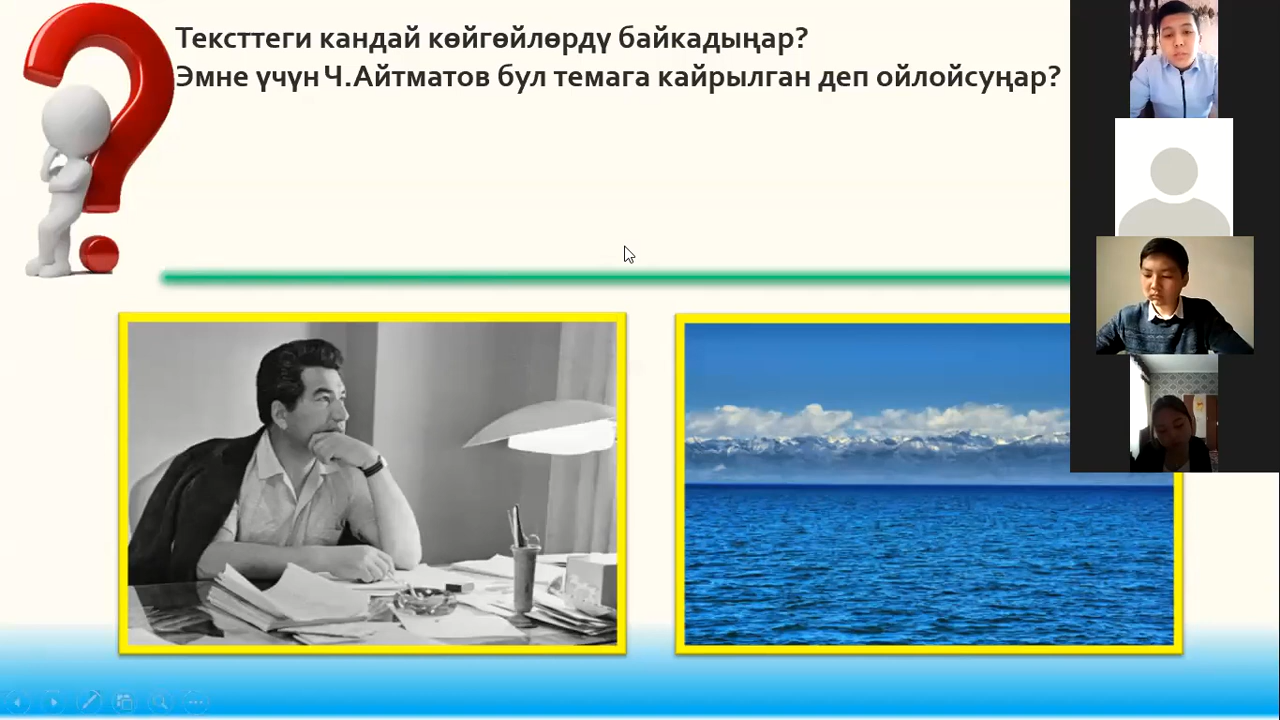 Тексттеги кандай көйгөйлөрдү байкадыңар?
Эмне үчүн Ч.Айтматов бул темага кайрылган деп ойлойсуңар?